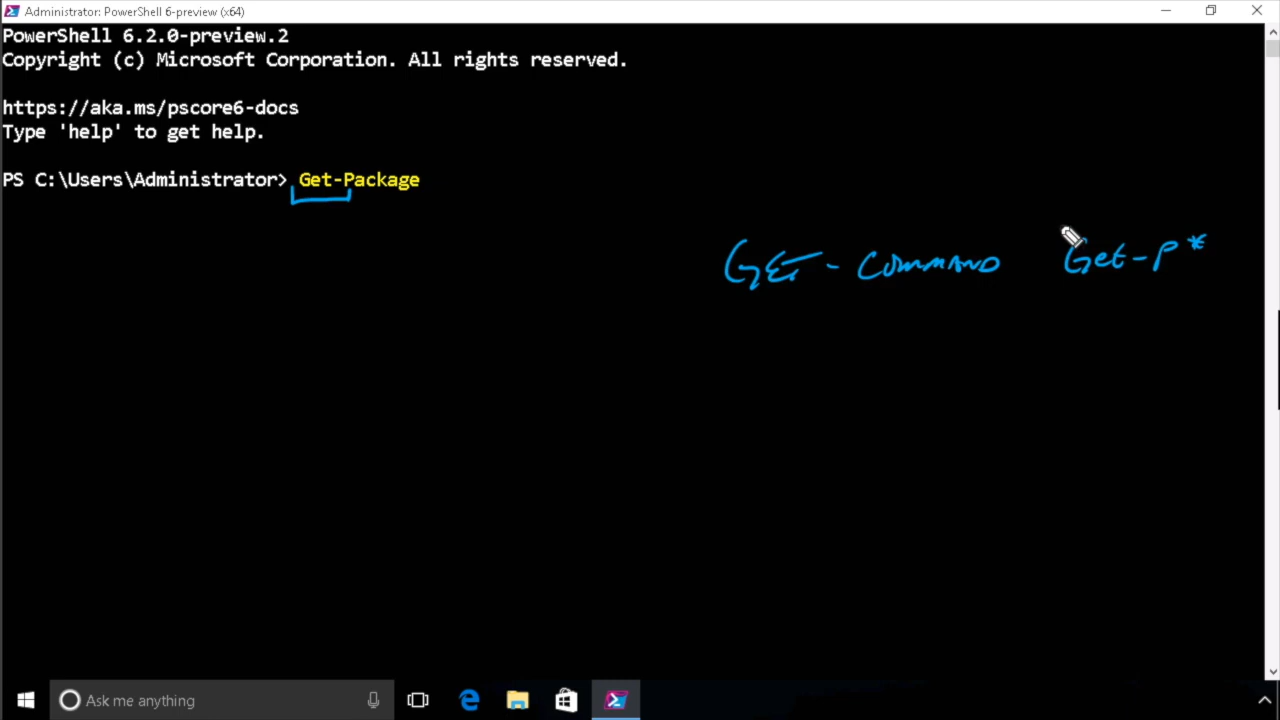 Administrator: PowerShell 6-preview (x64)
PowerShell 6.2.0-preview.2
Copyright (c) Microsoft Corporation. All rights reserved.
https://aka.ms/pscore6-docs
Type 'help' to get help.
PS C:\Users\Administrator> Get-Package
GET - COMMAND Get-P*
Ask me anything